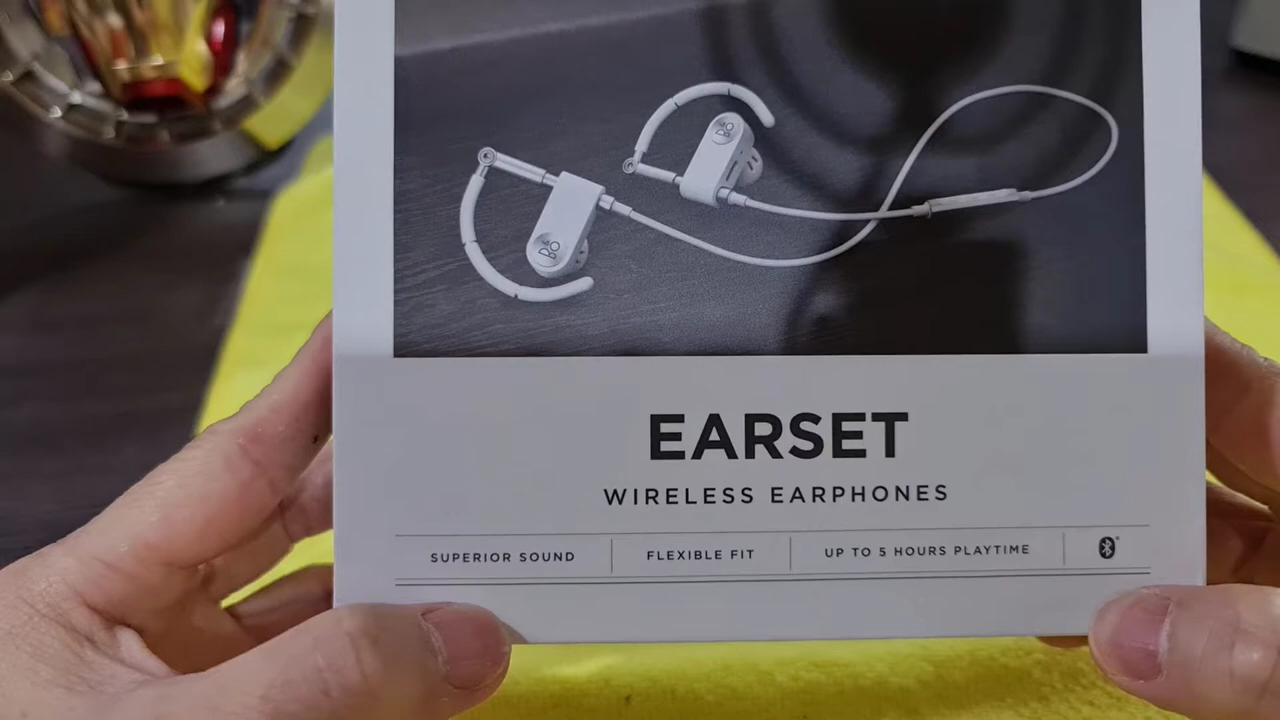 B&O
B&O
EARSET
WIRELESS EARPHONES
SUPERIOR SOUND
FLEXIBLE FIT
UP TO 5 HOURS PLAYTIME